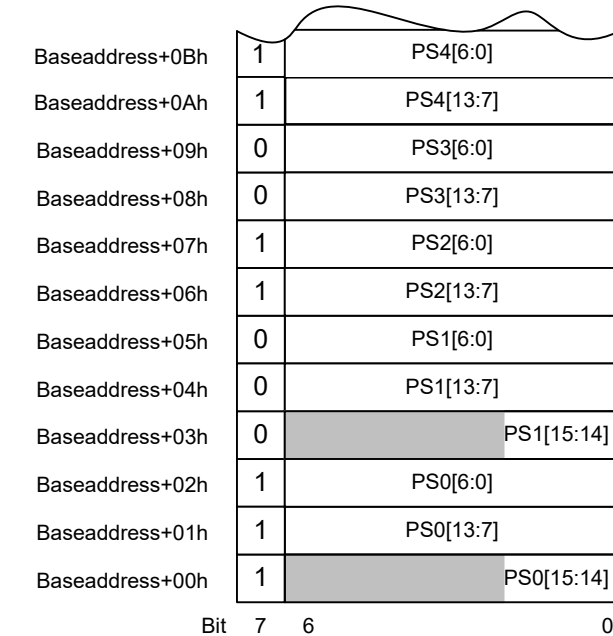 Baseaddress+0Bh 1 PS4[6:0]
Baseaddress+0Ah 1 PS4[13:7]
Baseaddress+09h 0 PS3[6:0]
Baseaddress+08h 0 PS3[13:7]
Baseaddress+07h 1 PS2[6:0]
Baseaddress+06h 1 PS2[13:7]
Baseaddress+05h 0 PS1[6:0]
Baseaddress+04h 0 PS1[13:7]
Baseaddress+03h 0 PS1[15:14]
Baseaddress+02h 1 PS0[6:0]
Baseaddress+01h 1 PS0[13:7]
Baseaddress+00h 1 PS0[15:14]
Bit 7 6 0